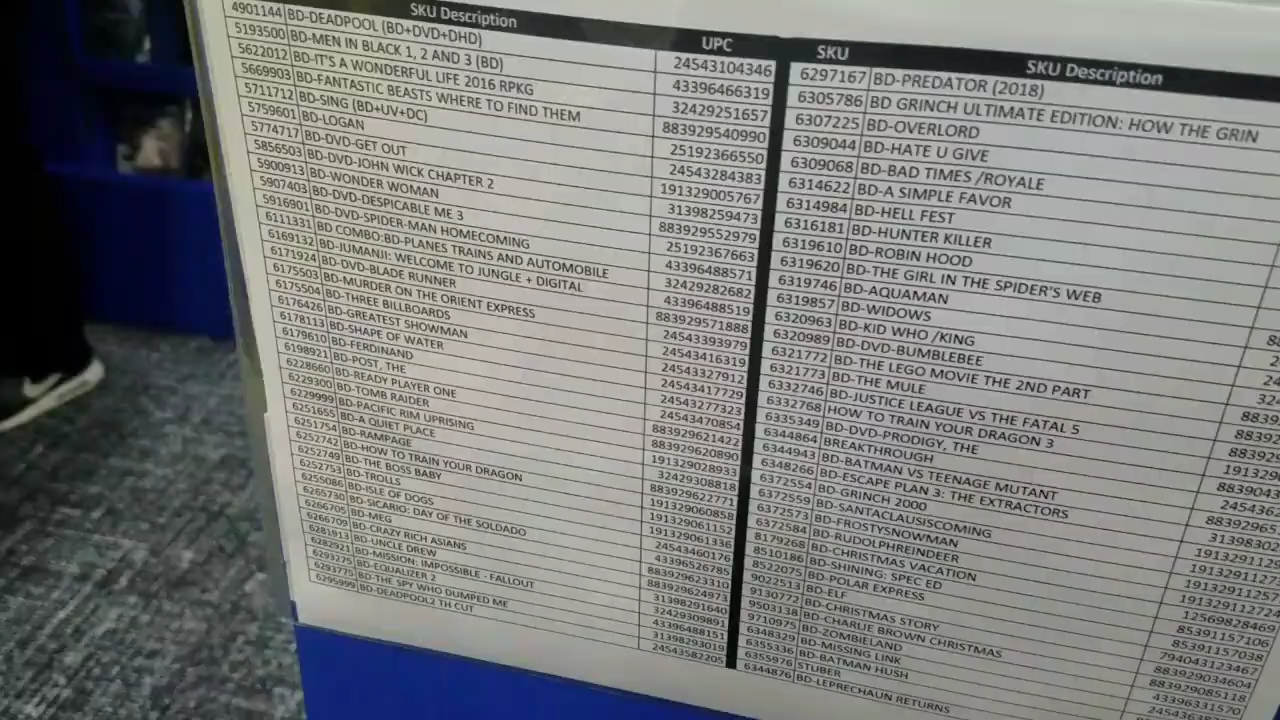 SKU Description UPC SKU SKU Description
4901144 BD-DEADPOOL (BD+DVD+DHD) 24543104346
5193500 BD-MEN IN BLACK 1, 2 AND 3 (BD) 43396466319
5622012 BD-IT'S A WONDERFUL LIFE 2016 RPKG 32429251657
5669903 BD-FANTASTIC BEASTS WHERE TO FIND THEM 883929540990
5711712 BD-SING (BD+UV+DC) 25192366550
5759601 BD-LOGAN 24543284383
5774717 BD-DVD-GET OUT 191329005767
5856503 BD-DVD-JOHN WICK CHAPTER 2 31398259473
5900913 BD-WONDER WOMAN 883929552979
5907403 BD-DVD-DESPICABLE ME 3 25192367663
5916901 BD-DVD-SPIDER-MAN HOMECOMING 43396488571
6111331 BD COMBO:BD-PLANES TRAINS AND AUTOMOBILE 32429282682
6169132 BD-JUMANJI: WELCOME TO JUNGLE + DIGITAL 43396488519
6171924 BD-DVD-BLADE RUNNER 883929571888
6175503 BD-MURDER ON THE ORIENT EXPRESS 24543393979
6175504 BD-THREE BILLBOARDS 24543416319
6176426 BD-GREATEST SHOWMAN 24543327912
6178113 BD-SHAPE OF WATER 24543417729
6179610 BD-FERDINAND 24543277323
6198921 BD-POST, THE 24543470854
6228660 BD-READY PLAYER ONE 883929621422
6229300 BD-TOMB RAIDER 883929620890
6229999 BD-PACIFIC RIM UPRISING 191329028933
6251655 BD-A QUIET PLACE 32429308818
6251754 BD-RAMPAGE 883929622771
6252742 BD-HOW TO TRAIN YOUR DRAGON 191329060858
6252749 BD-THE BOSS BABY 191329061152
6252753 BD-TROLLS 191329061336
6255086 BD-ISLE OF DOGS 24543460176
6265730 BD-SICARIO: DAY OF THE SOLDADO 43396526785
6266705 BD-MEG 883929623310
6266709 BD-CRAZY RICH ASIANS 883929624973
6281913 BD-UNCLE DREW 31398291640
6282921 BD-MISSION: IMPOSSIBLE - FALLOUT 32429309891
6293275 BD-EQUALIZER 2 43396488151
6293775 BD-THE SPY WHO DUMPED ME 31398293019
6295999 BD-DEADPOOL2 TH CUT 24543582205
6297167 BD-PREDATOR (2018)
6305786 BD GRINCH ULTIMATE EDITION: HOW THE GRIN
6307225 BD-OVERLORD
6309044 BD-HATE U GIVE
6309068 BD-BAD TIMES /ROYALE
6314622 BD-A SIMPLE FAVOR
6314984 BD-HELL FEST
6316181 BD-HUNTER KILLER
6319610 BD-ROBIN HOOD
6319620 BD-THE GIRL IN THE SPIDER'S WEB
6319746 BD-AQUAMAN
6319857 BD-WIDOWS
6320963 BD-KID WHO /KING
6320989 BD-DVD-BUMBLEBEE
6321772 BD-THE LEGO MOVIE THE 2ND PART
6321773 BD-THE MULE
6332746 BD-JUSTICE LEAGUE VS THE FATAL 5
6332768 HOW TO TRAIN YOUR DRAGON 3
6335349 BD-DVD-PRODIGY, THE
6344864 BREAKTHROUGH
6344943 BD-BATMAN VS TEENAGE MUTANT
6348266 BD-ESCAPE PLAN 3: THE EXTRACTORS
6372554 BD-GRINCH 2000
6372559 BD-SANTACLAUSISCOMING
6372573 BD-FROSTYSNOWMAN
6372584 BD-RUDOLPHREINDEER
8179268 BD-CHRISTMAS VACATION
8510186 BD-SHINING: SPEC ED
8522075 BD-POLAR EXPRESS
9022513 BD-ELF
9130772 BD-CHRISTMAS STORY
9503138 BD-CHARLIE BROWN CHRISTMAS
9710975 BD-ZOMBIELAND
6348329 BD-MISSING LINK
6355336 BD-BATMAN HUSH
6355976 STUBER
6344876 BD-LEPRECHAUN RETURNS